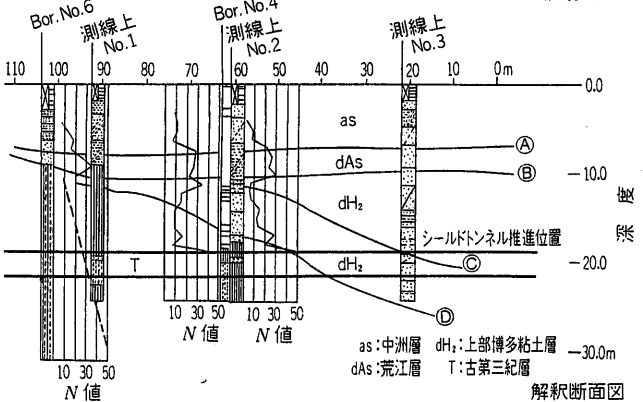 Bor.No.6
測線上
No.1
Bor.No.4
測線上
No.2
測線上
No.3
110 100 90 80 70 60 50 40 30 20 10 0m
0.0
as
Ⓐ
dAs
Ⓑ
−10.0
dH₂
深度
シールドトンネル推進位置
T
dH₂
Ⓒ
−20.0
Ⓓ
10 30 50
N値
10 30 50
N値
10 30 50
N値
as:中洲層 dH₂:上部博多粘土層
dAs:荒江層 T:古第三紀層
−30.0m
解釈断面図